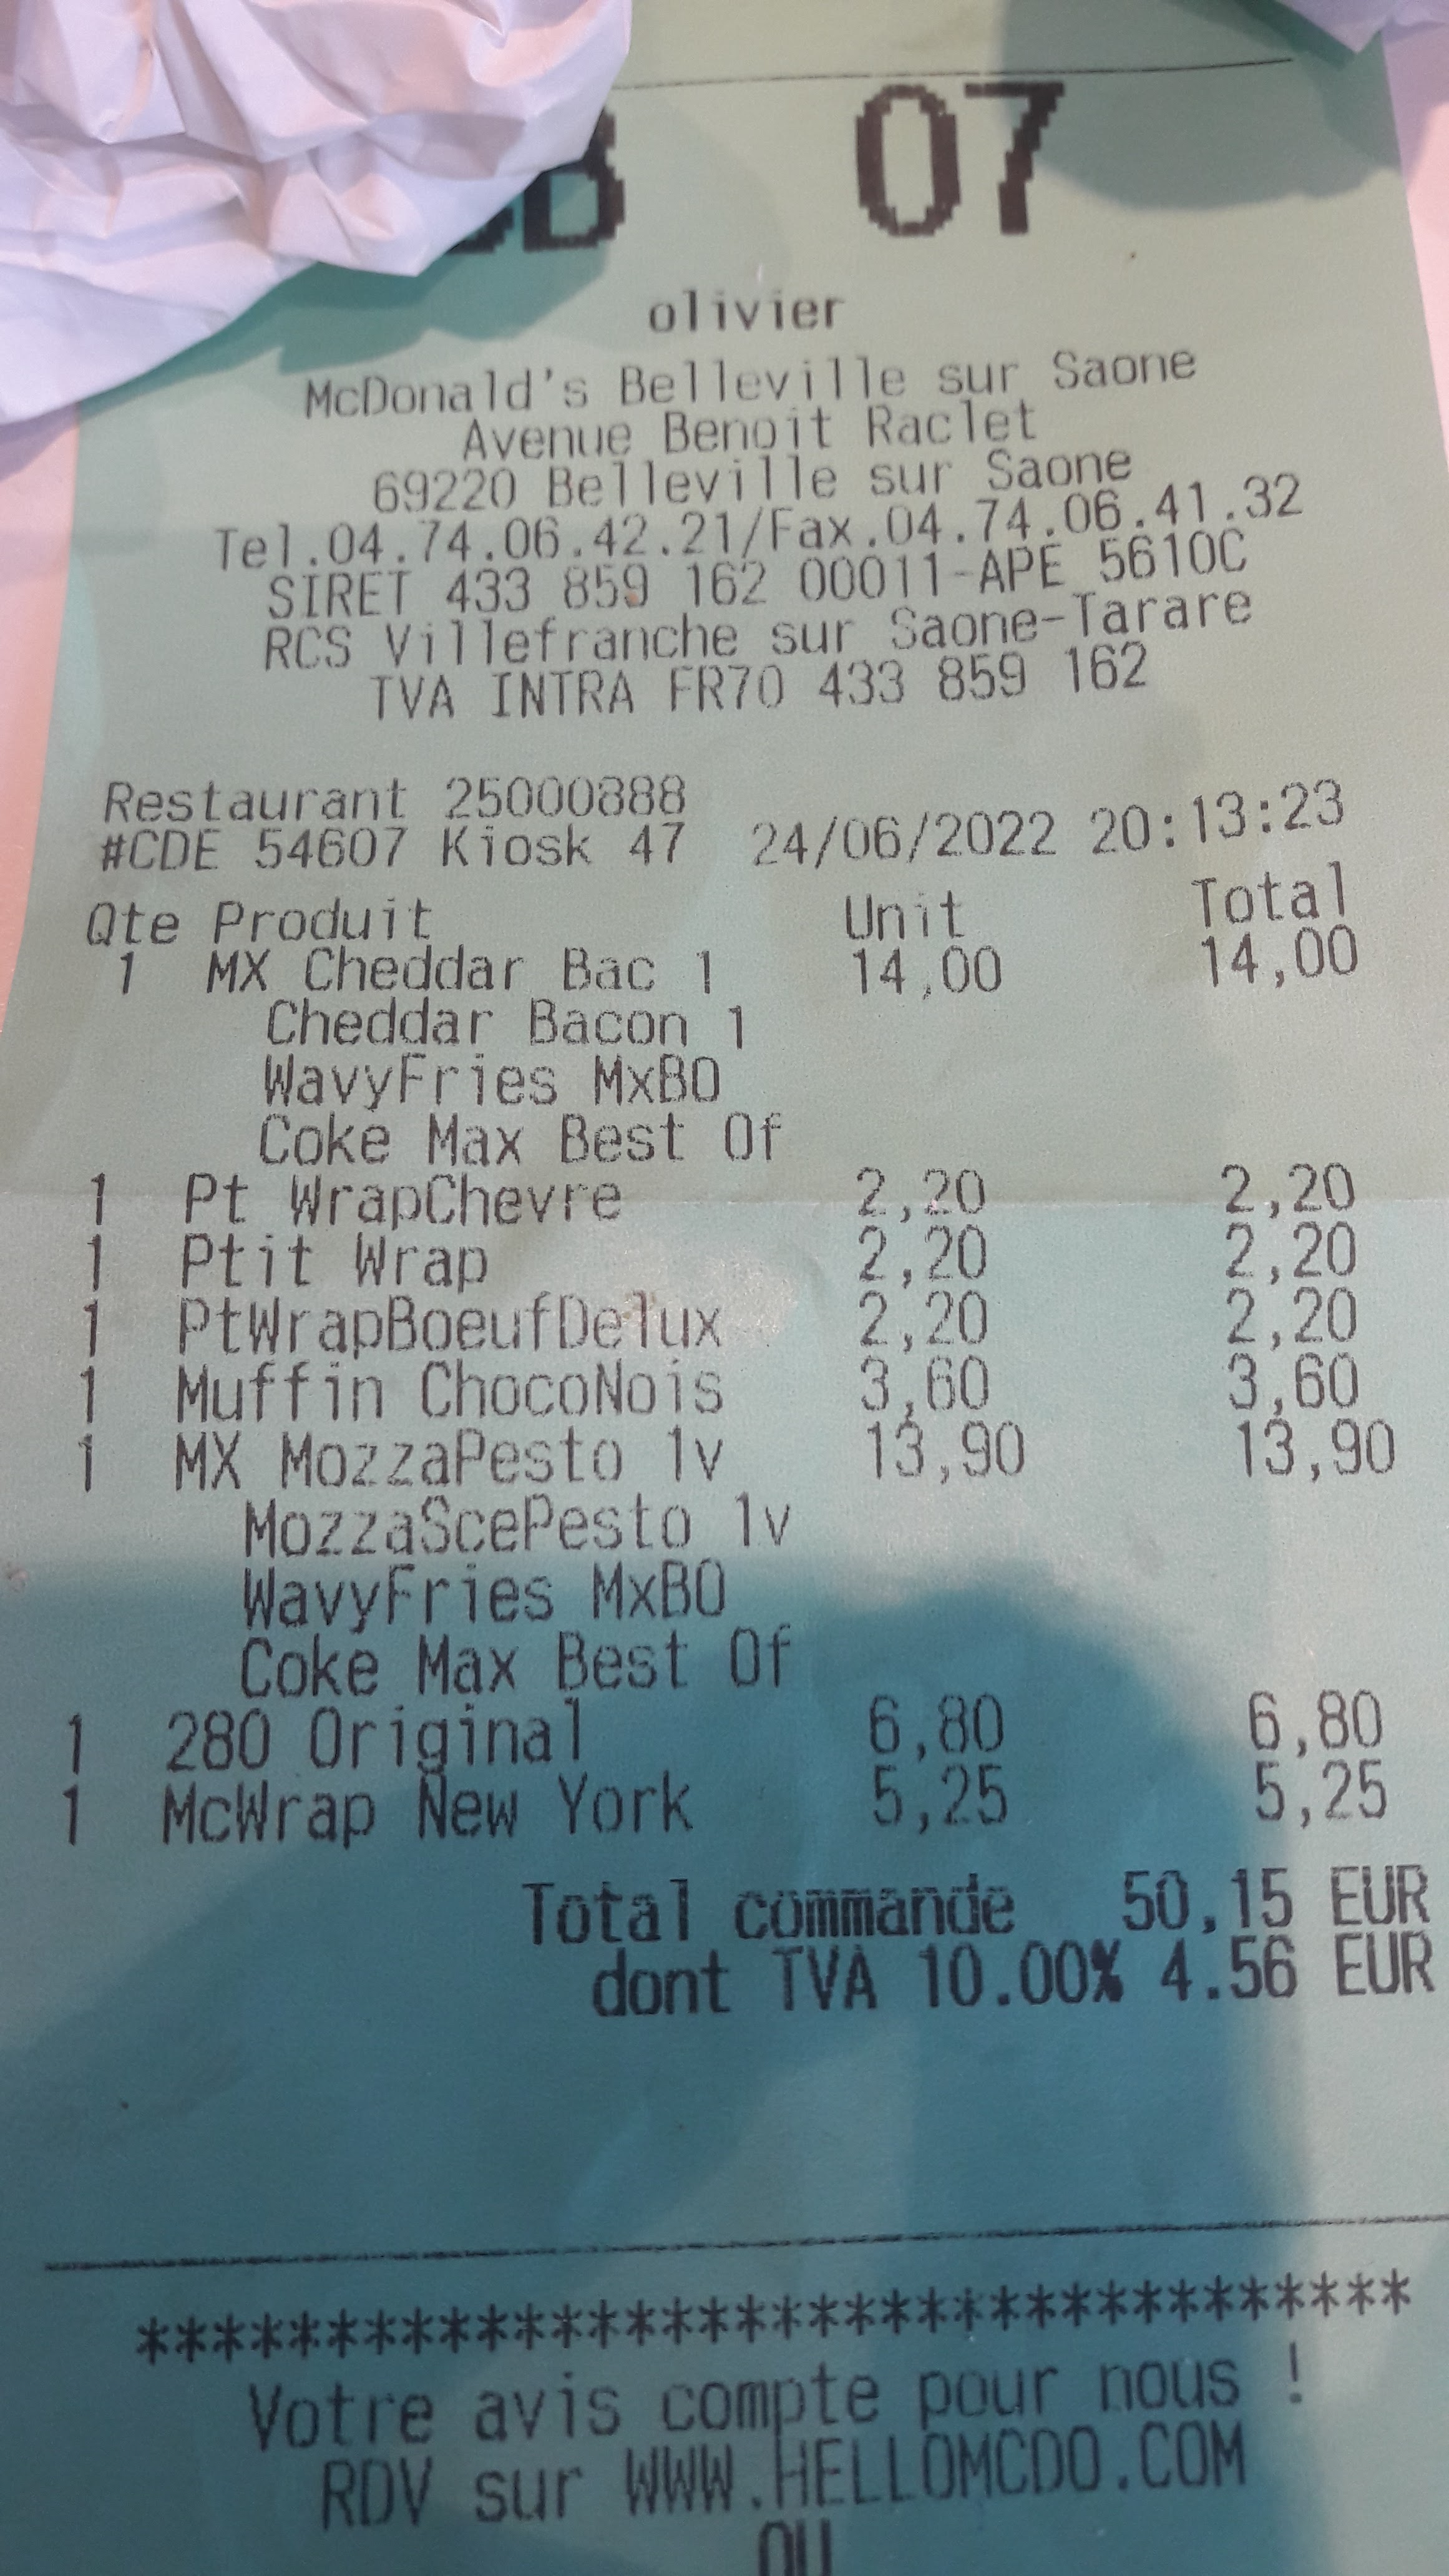 07
olivier
McDonald's Belleville sur Saone
Avenue Benoit Raclet
69220 Belleville sur Saone
Tel.04.74.06.42.21/Fax.04.74.06.41.32
SIRET 433 859 162 00011-APE 5610C
RCS Villefranche sur Saone-Tarare
TVA INTRA FR70 433 859 162
Restaurant 25000888
#CDE 54607 Kiosk 47 24/06/2022 20:13:23
Qte Produit Unit Total
1 MX Cheddar Bac 1 14,00 14,00
Cheddar Bacon 1
WavyFries MxBO
Coke Max Best Of
1 Pt WrapChevre 2,20 2,20
1 Ptit Wrap 2,20 2,20
1 PtWrapBoeufDelux 2,20 2,20
1 Muffin ChocoNois 3,60 3,60
1 MX MozzaPesto 1v 13,90 13,90
MozzaScePesto 1v
WavyFries MxBO
Coke Max Best Of
1 280 Original 6,80 6,80
1 McWrap New York 5,25 5,25
Total commande 50,15 EUR
dont TVA 10.00% 4.56 EUR
***********************************
Votre avis compte pour nous !
RDV sur WWW.HELLOMCDO.COM
OU